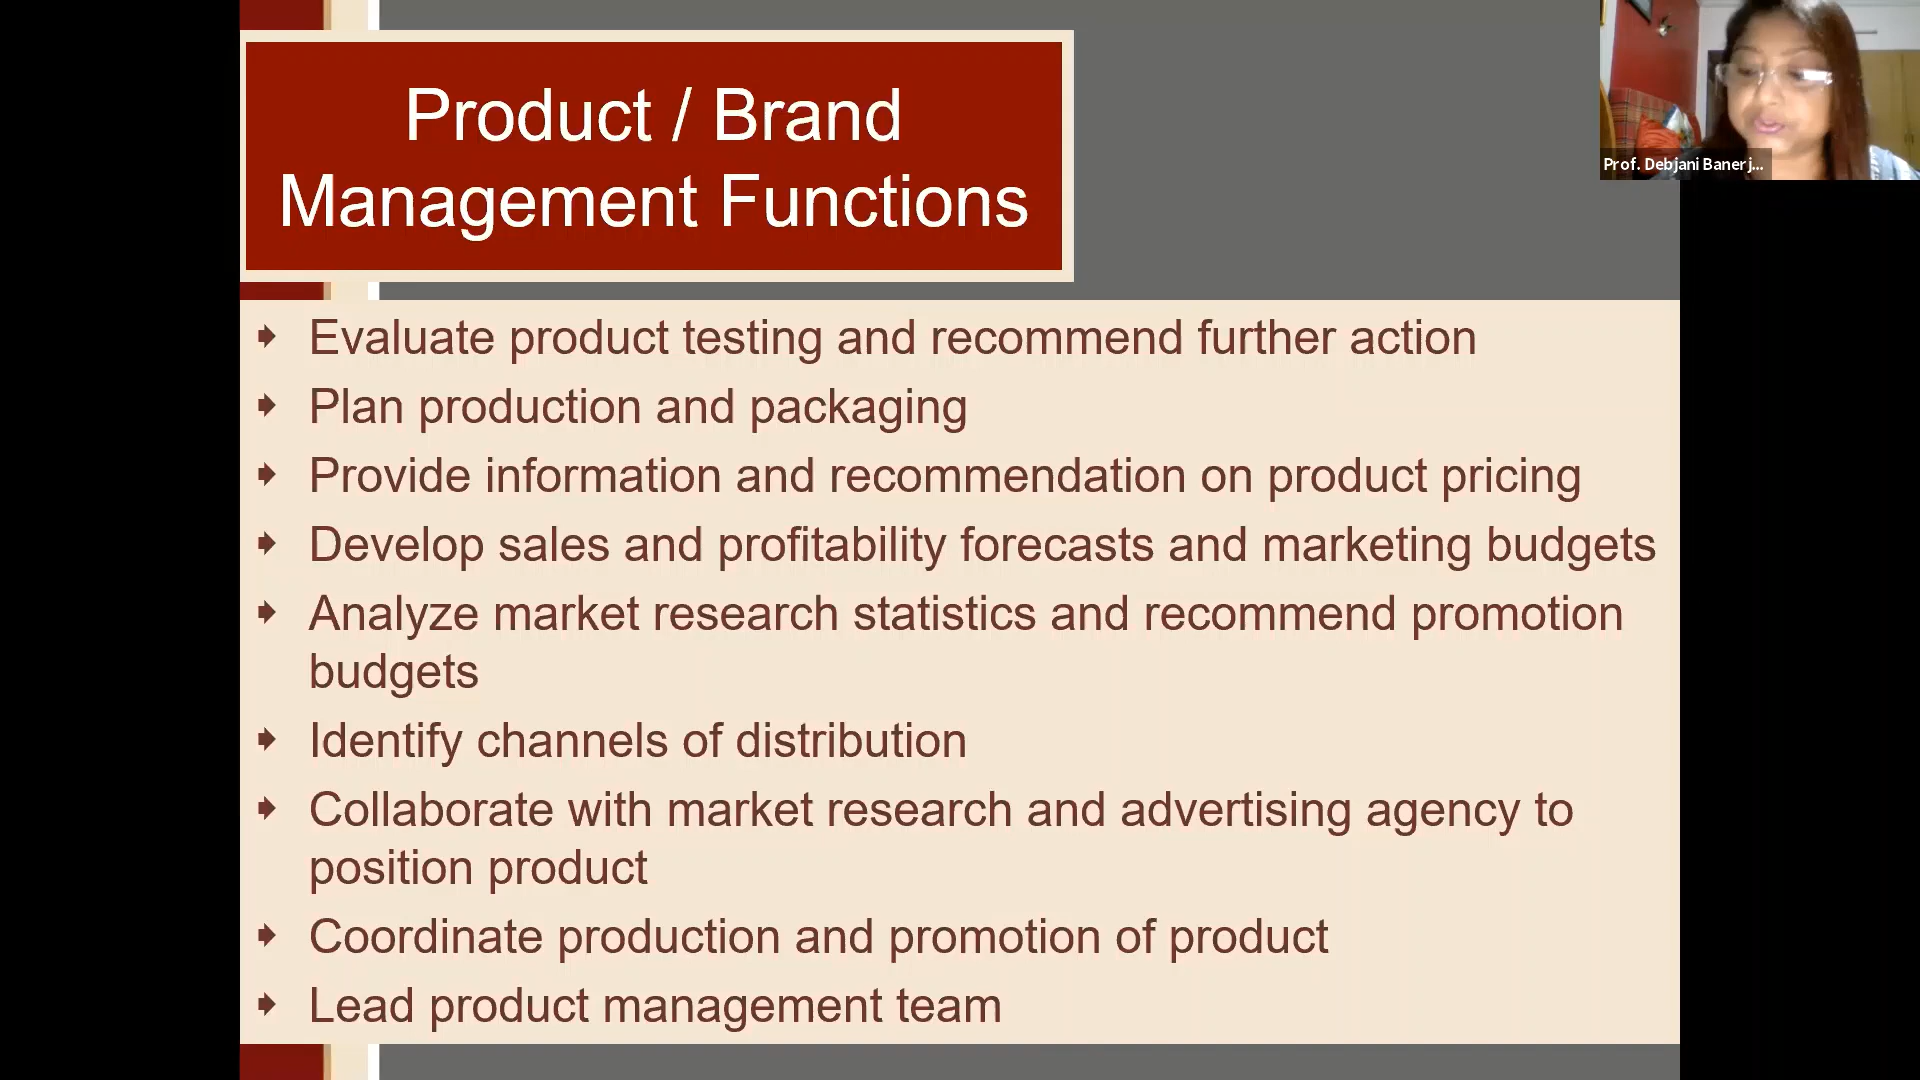 Product / Brand
Management Functions
Prof. Debjani Banerj...
Evaluate product testing and recommend further action
Plan production and packaging
Provide information and recommendation on product pricing
Develop sales and profitability forecasts and marketing budgets
Analyze market research statistics and recommend promotion
budgets
Identify channels of distribution
Collaborate with market research and advertising agency to
position product
Coordinate production and promotion of product
Lead product management team